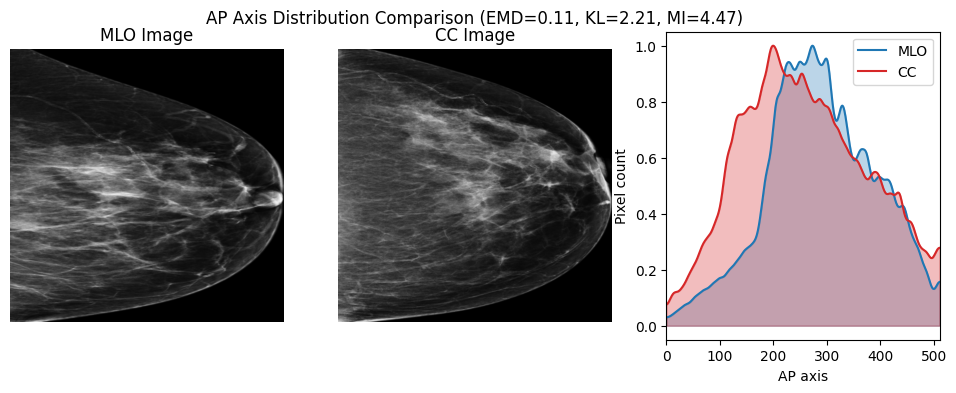 AP Axis Distribution Comparison (EMD=0.11, KL=2.21, MI=4.47)
MLO Image
CC Image
MLO
CC
1.0
0.8
0.6
0.4
0.2
0.0
Pixel count
0 100 200 300 400 500
AP axis